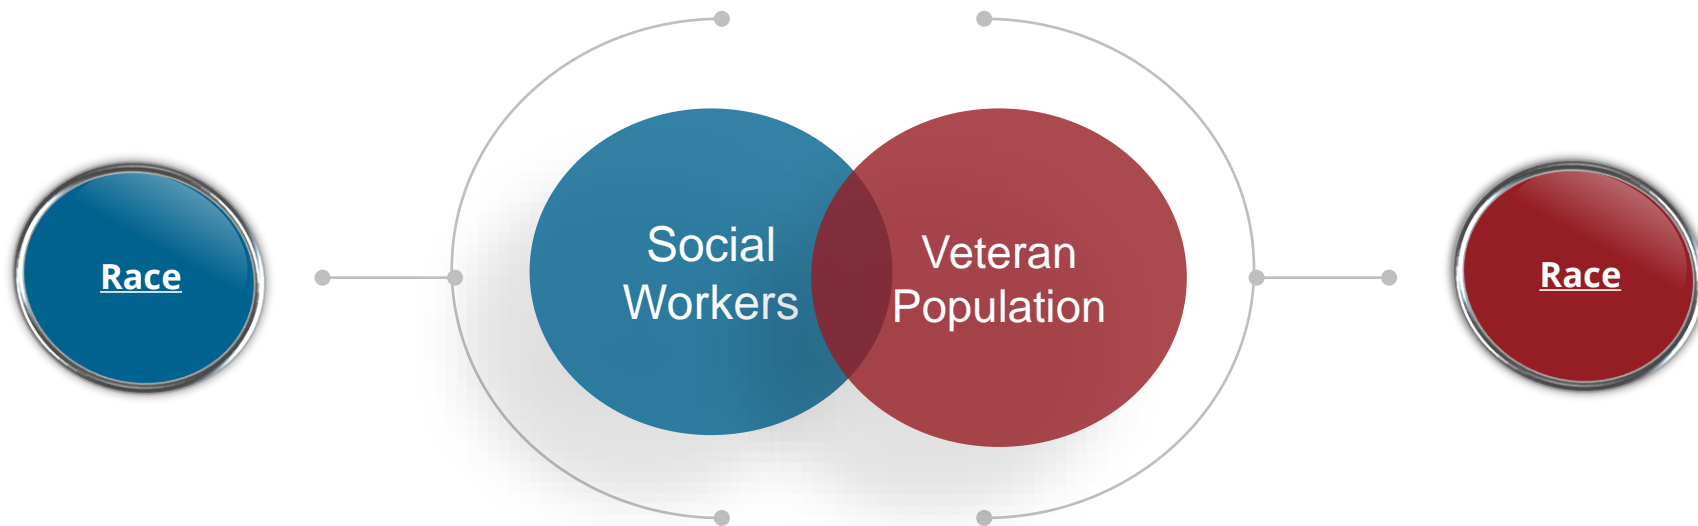 Race
Social
Workers
Veteran
Population
Race